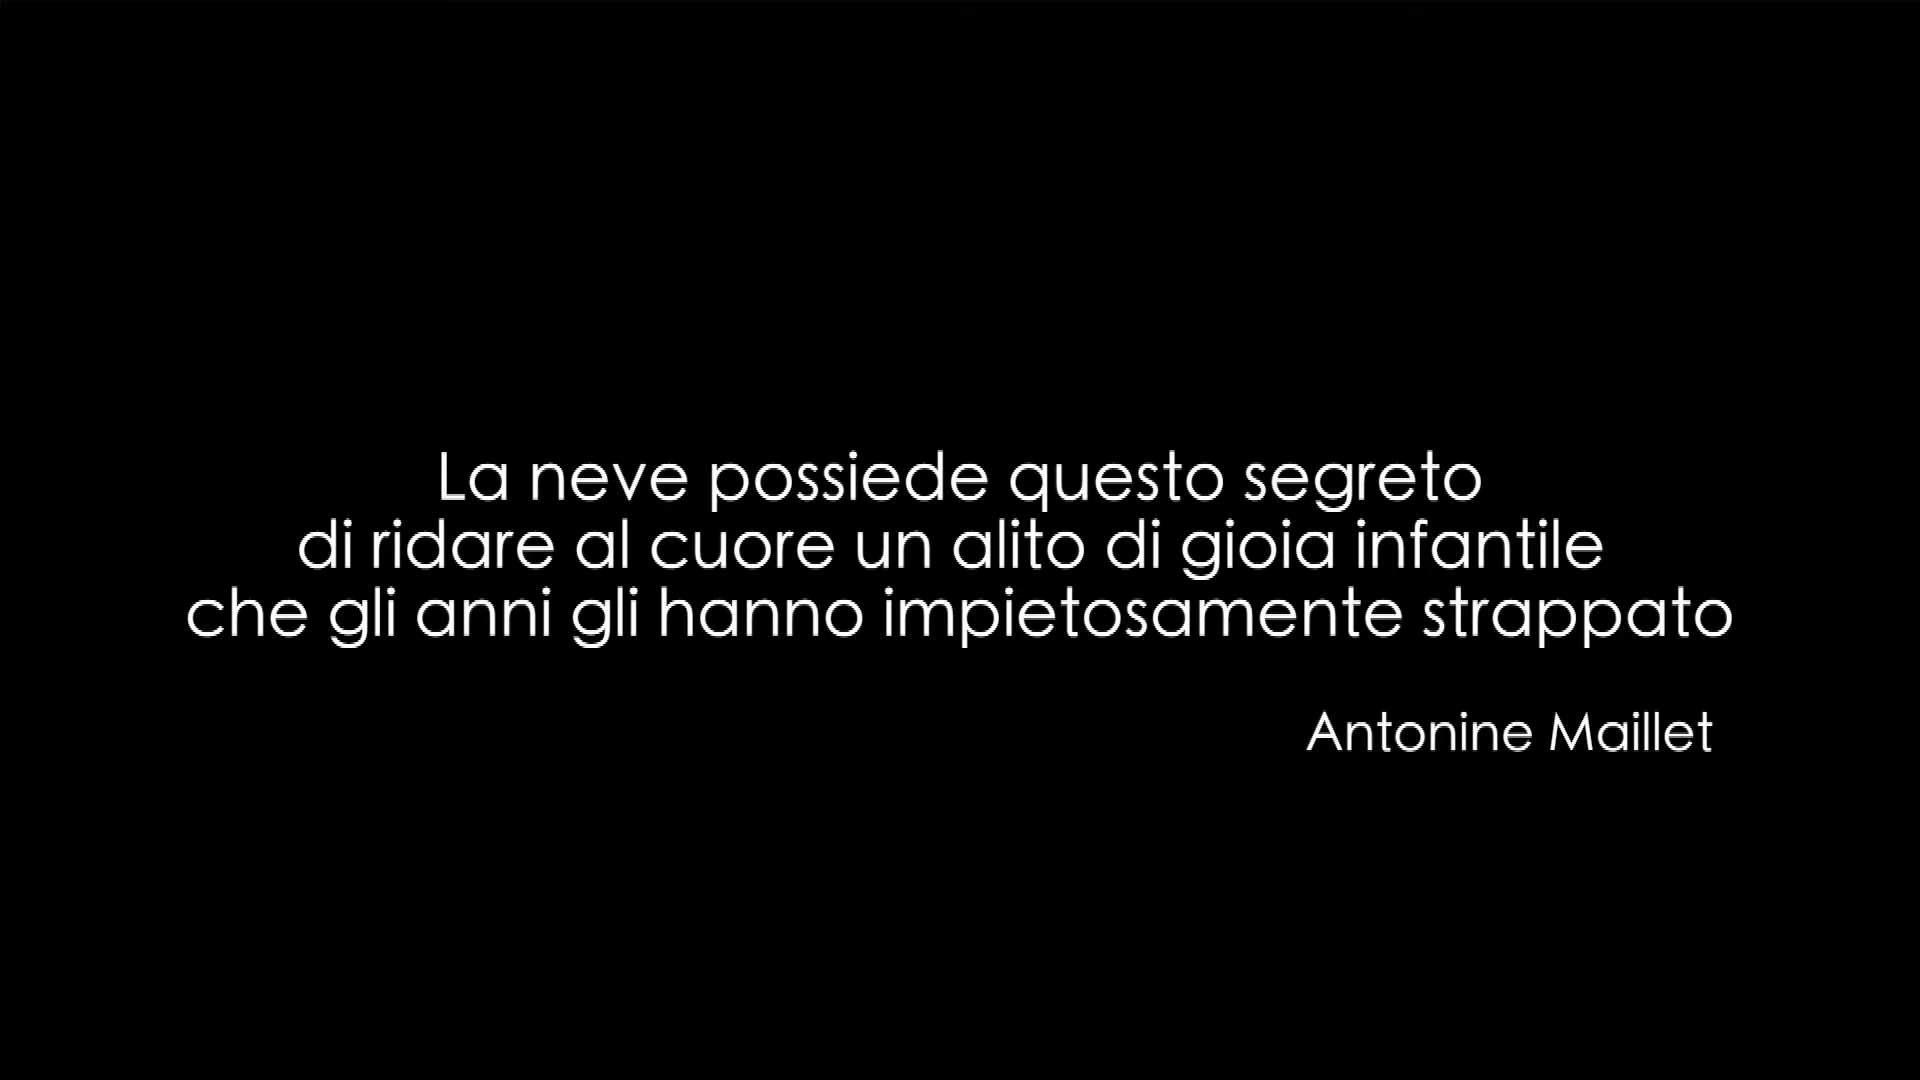 La neve possiede questo segreto
di ridare al cuore un alito di gioia infantile
che gli anni gli hanno impietosamente strappato
Antonine Maillet